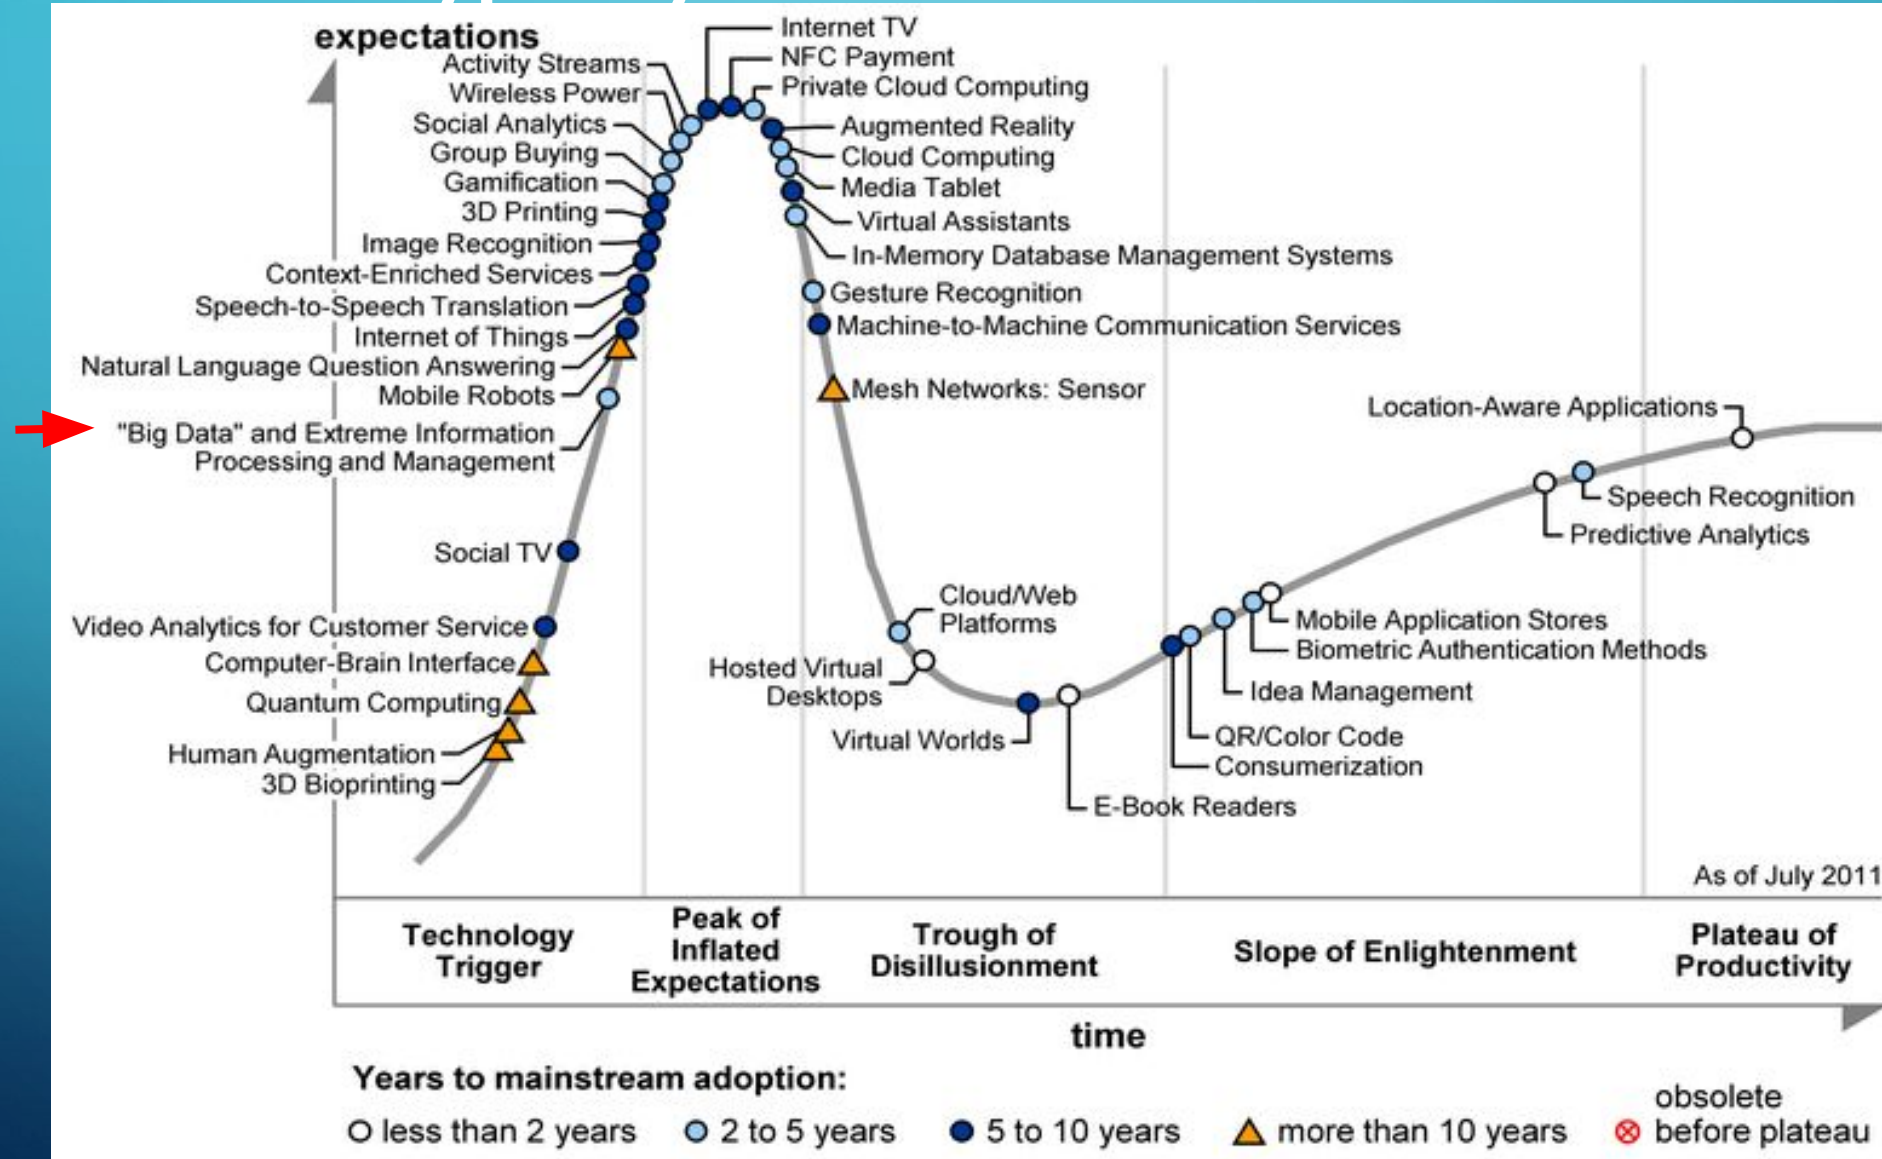 expectations
Internet TV
NFC Payment
Private Cloud Computing
Activity Streams
Wireless Power
Social Analytics
Group Buying
Gamification
3D Printing
Image Recognition
Context-Enriched Services
Speech-to-Speech Translation
Internet of Things
Natural Language Question Answering
Mobile Robots
"Big Data" and Extreme Information
Processing and Management
Social TV
Video Analytics for Customer Service
Computer-Brain Interface
Quantum Computing
Human Augmentation
3D Bioprinting
Augmented Reality
Cloud Computing
Media Tablet
Virtual Assistants
In-Memory Database Management Systems
Gesture Recognition
Machine-to-Machine Communication Services
Mesh Networks: Sensor
Cloud/Web
Platforms
Hosted Virtual
Desktops
Virtual Worlds
E-Book Readers
Consumerization
QR/Color Code
Idea Management
Biometric Authentication Methods
Mobile Application Stores
Predictive Analytics
Speech Recognition
Location-Aware Applications
As of July 2011
Technology
Trigger
Peak of
Inflated
Expectations
Trough of
Disillusionment
Slope of Enlightenment
Plateau of
Productivity
time
Years to mainstream adoption:
less than 2 years
2 to 5 years
5 to 10 years
more than 10 years
obsolete
before plateau